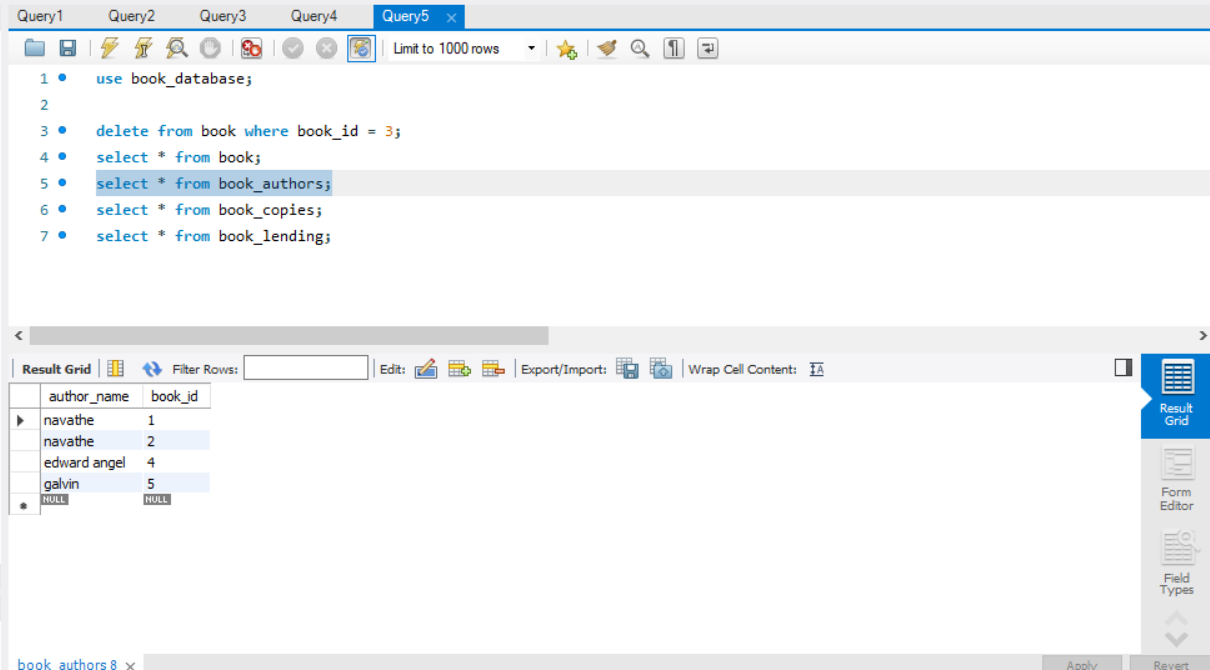 Query1 Query2 Query3 Query4 Query5
Limit to 1000 rows
1 use book_database;
2
3 delete from book where book_id = 3;
4 select * from book;
5 select * from book_authors;
6 select * from book_copies;
7 select * from book_lending;
Result Grid Filter Rows: Edit: Export/Import: Wrap Cell Content:
author_name book_id
navathe 1
navathe 2
edward angel 4
galvin 5
NULL NULL
Result
Grid
Form
Editor
Field
Types
book_authors 8
Apply Revert